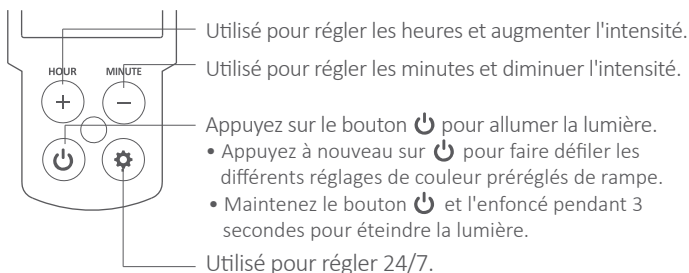 Utilisé pour régler les heures et augmenter l'intensité.
HOUR MINUTE
Utilisé pour régler les minutes et diminuer l'intensité.
Appuyez sur le bouton ⏻ pour allumer la lumière.
• Appuyez à nouveau sur ⏻ pour faire défiler les
différents réglages de couleur préréglés de rampe.
• Maintenez le bouton ⏻ et l'enfoncé pendant 3
secondes pour éteindre la lumière.
Utilisé pour régler 24/7.